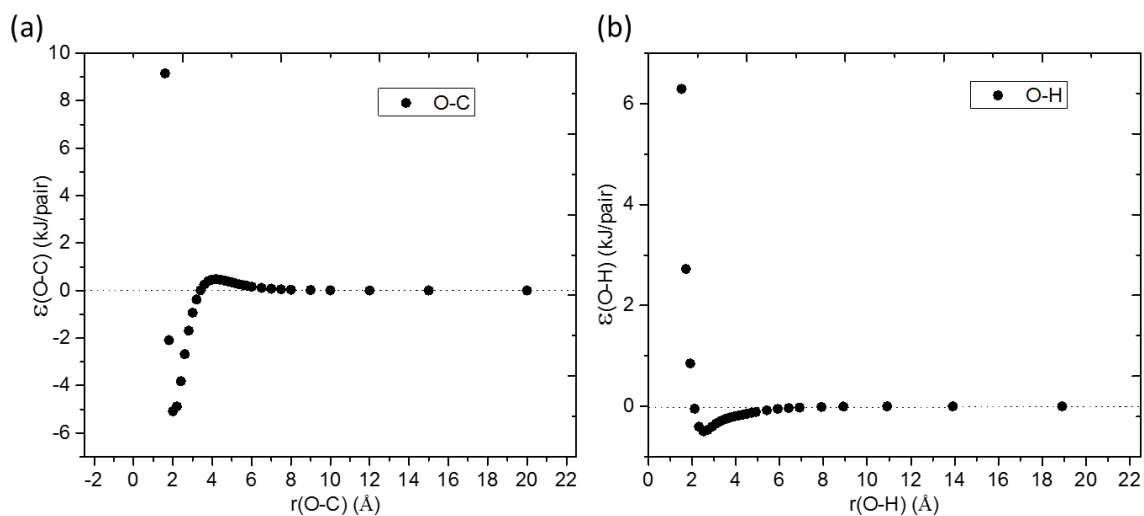 (a)
10
8
6
4
2
0
-2
-4
-6
ε(O-C) (kJ/pair)
O-C
-2 0 2 4 6 8 10 12 14 16 18 20 22
r(O-C) (Å)
(b)
6
4
2
0
ε(O-H) (kJ/pair)
O-H
0 2 4 6 8 10 12 14 16 18 20 22
r(O-H) (Å)